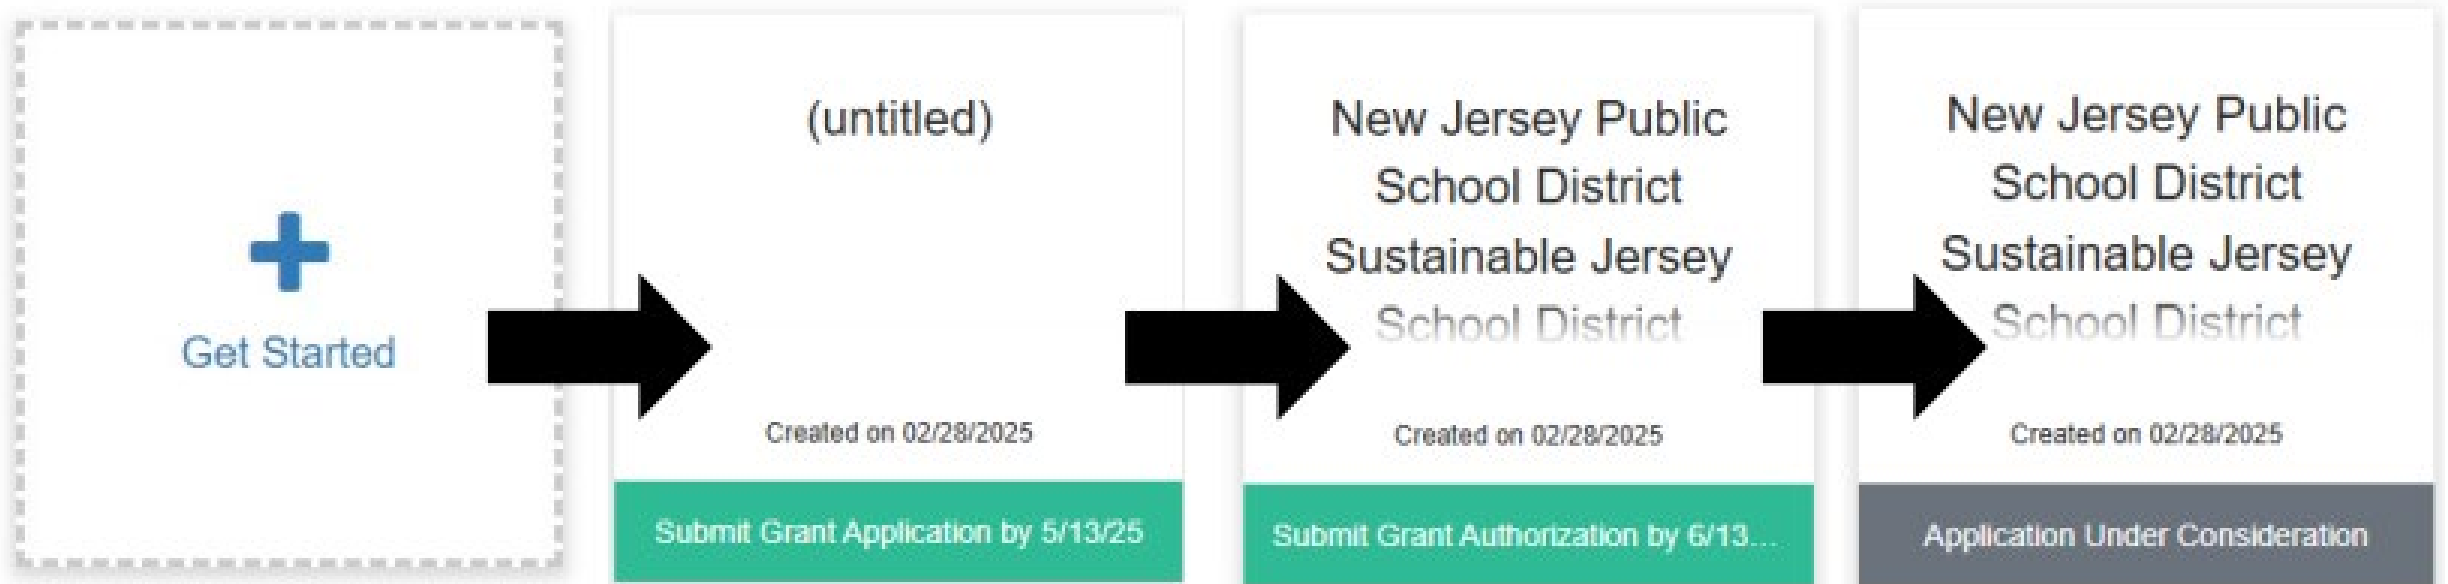 Get Started
(untitled)
Created on 02/28/2025
Submit Grant Application by 5/13/25
New Jersey Public
School District
Sustainable Jersey
School District
Created on 02/28/2025
Submit Grant Authorization by 6/13...
New Jersey Public
School District
Sustainable Jersey
School District
Created on 02/28/2025
Application Under Consideration